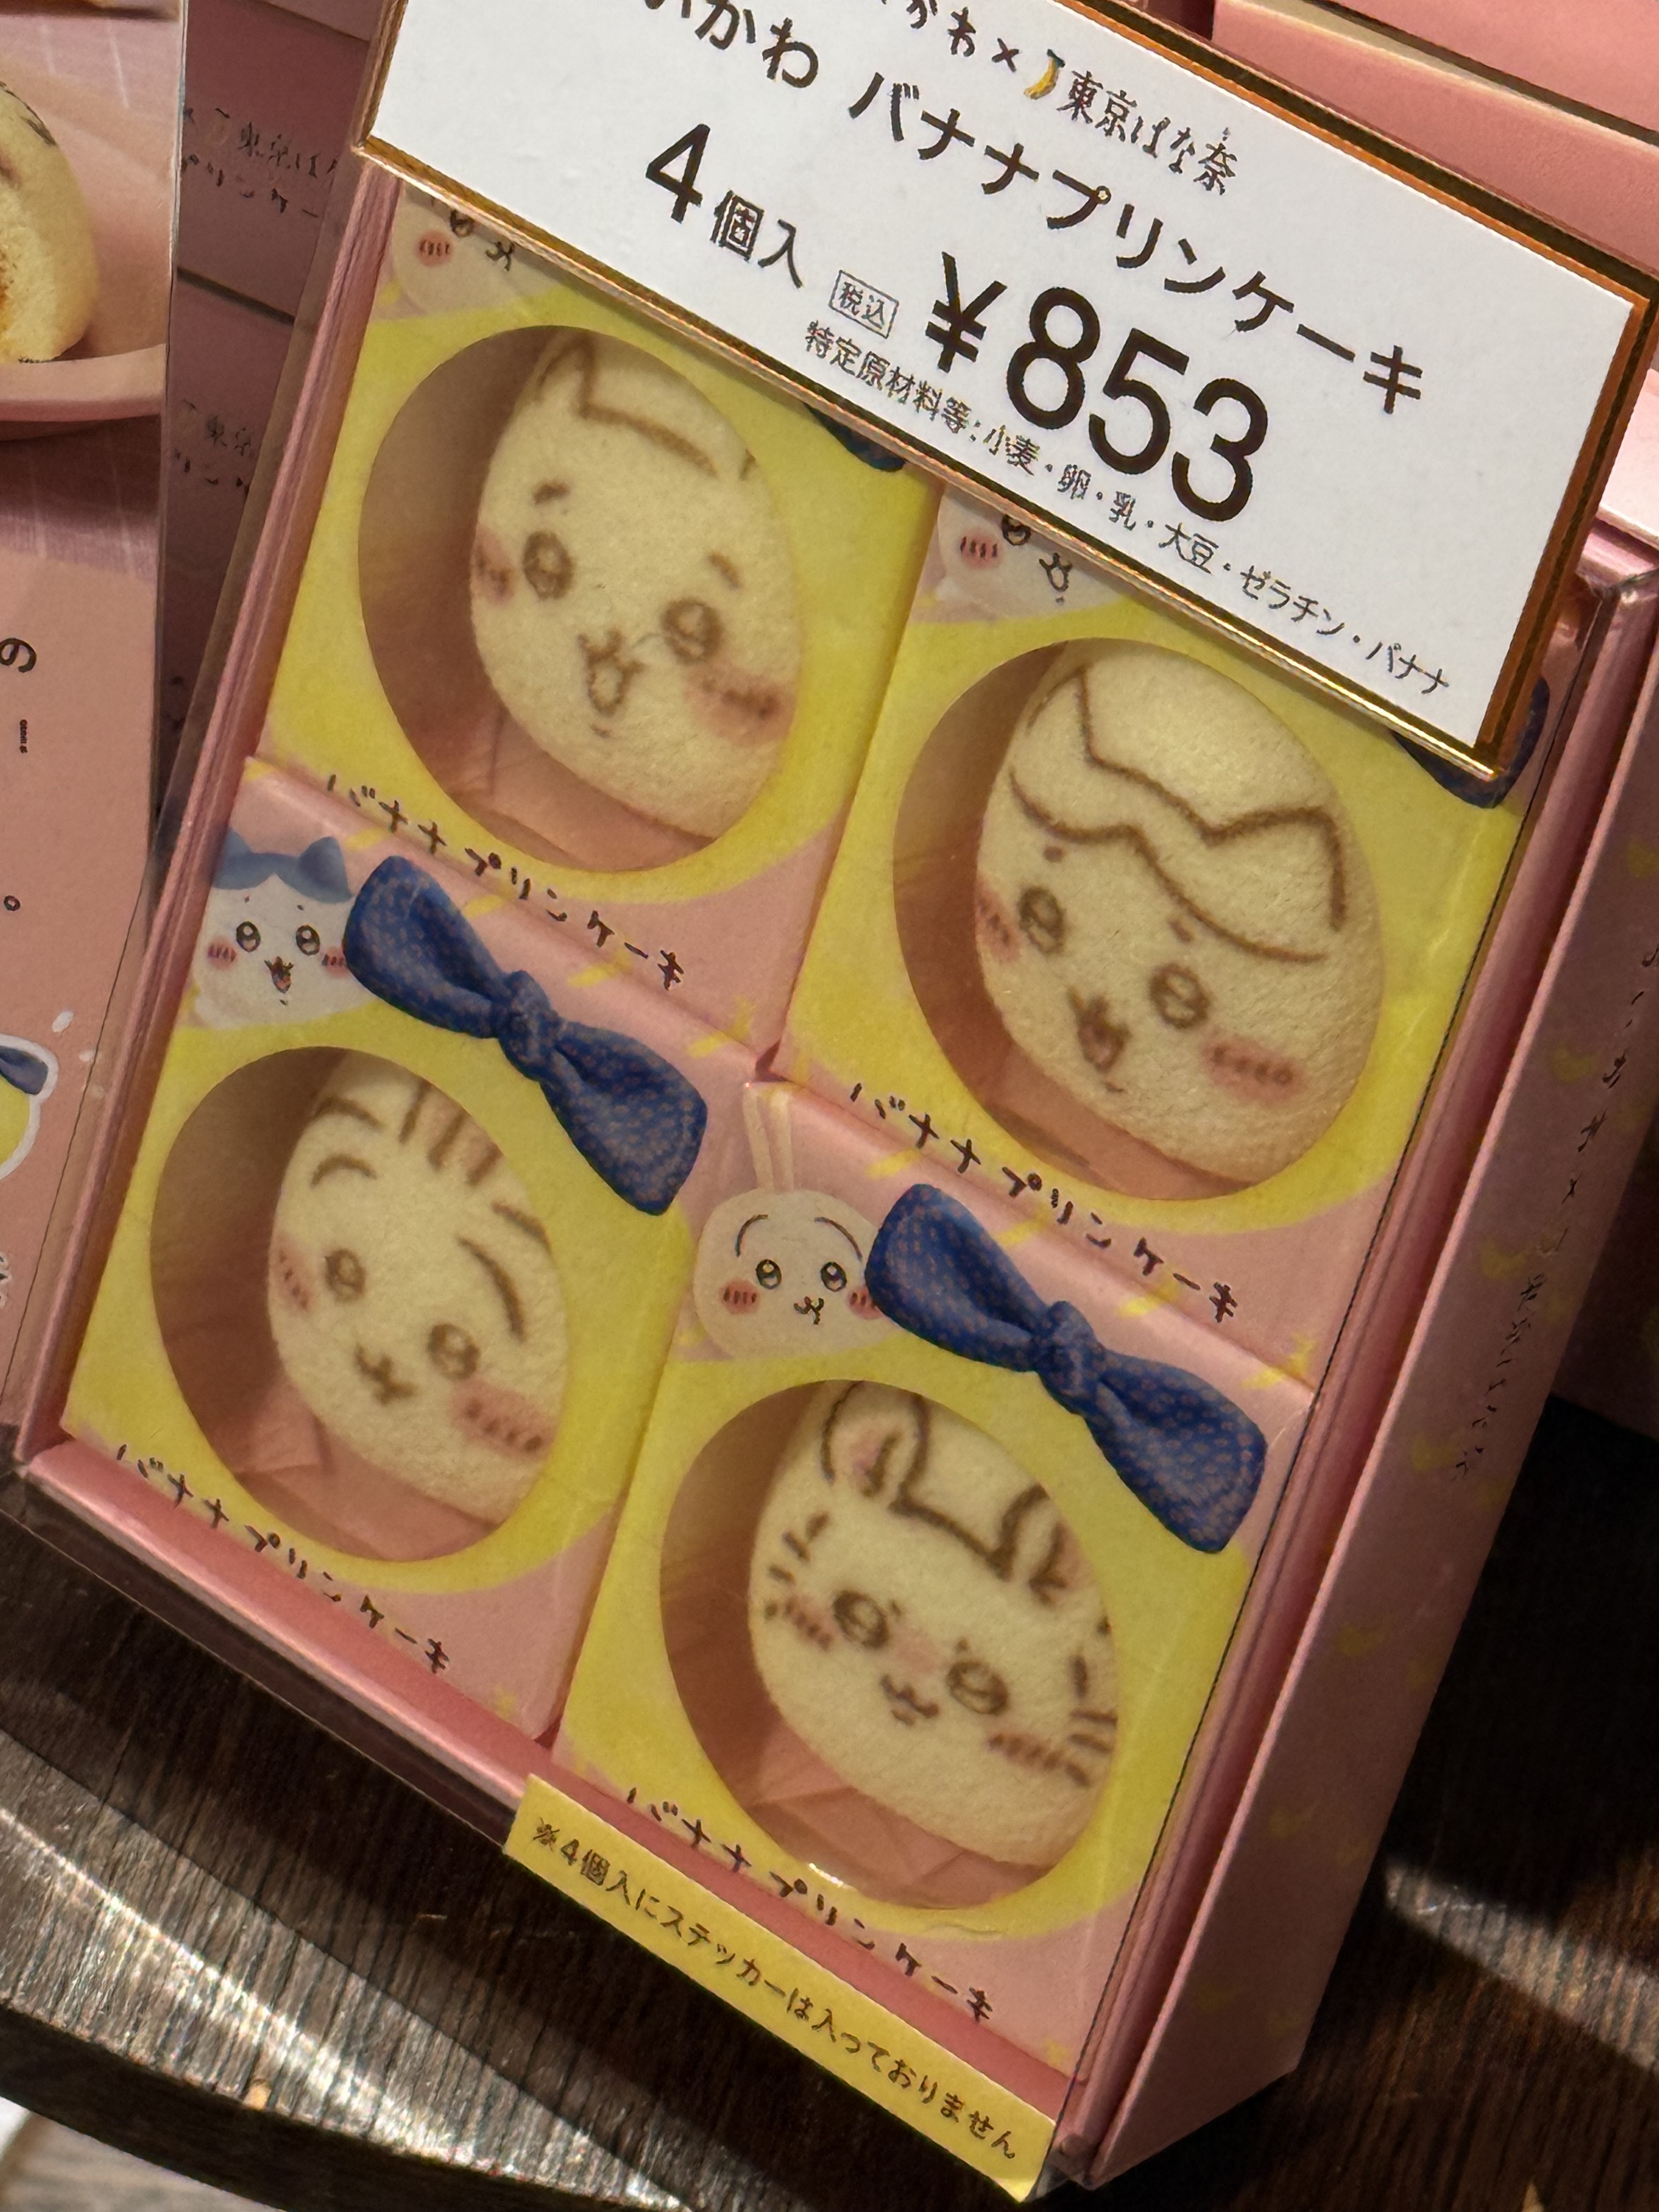 かわ×東京ばな奈
いかわ バナナプリンケーキ
4個入 税込 ¥853
特定原材料等:小麦・卵・乳・大豆・ゼラチン・バナナ
バナナプリンケーキ
バナナプリンケーキ
バナナプリンケーキ
バナナプリンケーキ
※4個入にステッカーは入っておりません
の
。